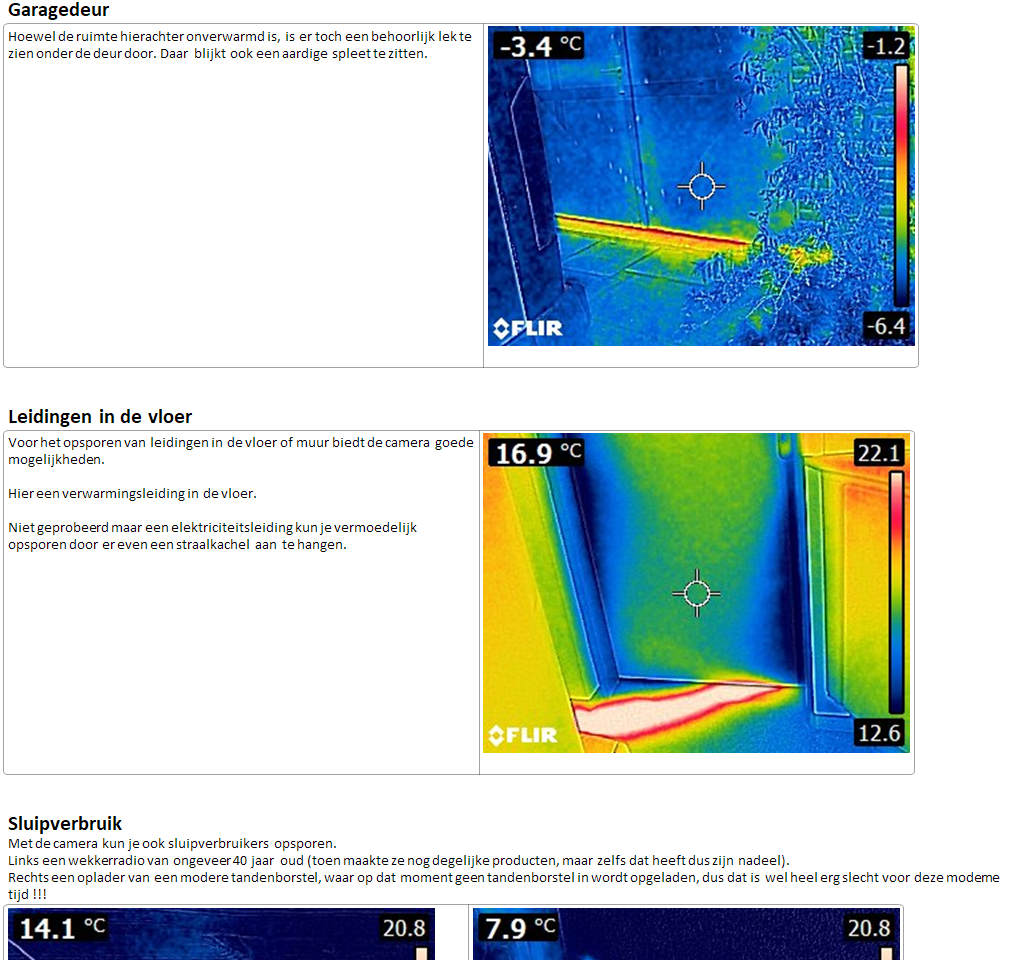 Garagedeur
Hoewel de ruimte hierachter onverwarmd is, is er toch een behoorlijk lek te
zien onder de deur door. Daar blijkt ook een aardige spleet te zitten.
-3.4 °C
-1.2
-6.4
FLIR
Leidingen in de vloer
Voor het opsporen van leidingen in de vloer of muur biedt de camera goede
mogelijkheden.
Hier een verwarmingsleiding in de vloer.
Niet geprobeerd maar een elektriciteitsleiding kun je vermoedelijk
opsporen door er even een straalkachel aan te hangen.
16.9 °C
22.1
12.6
FLIR
Sluipverbruik
Met de camera kun je ook sluipverbruikers opsporen.
Links een wekkerradio van ongeveer 40 jaar oud (toen maakte ze nog degelijke producten, maar zelfs dat heeft dus zijn nadeel).
Rechts een oplader van een modere tandenborstel, waar op dat moment geen tandenborstel in wordt opgeladen, dus dat is wel heel erg slecht voor deze moderne
tijd !!!
14.1 °C
20.8
7.9 °C
20.8